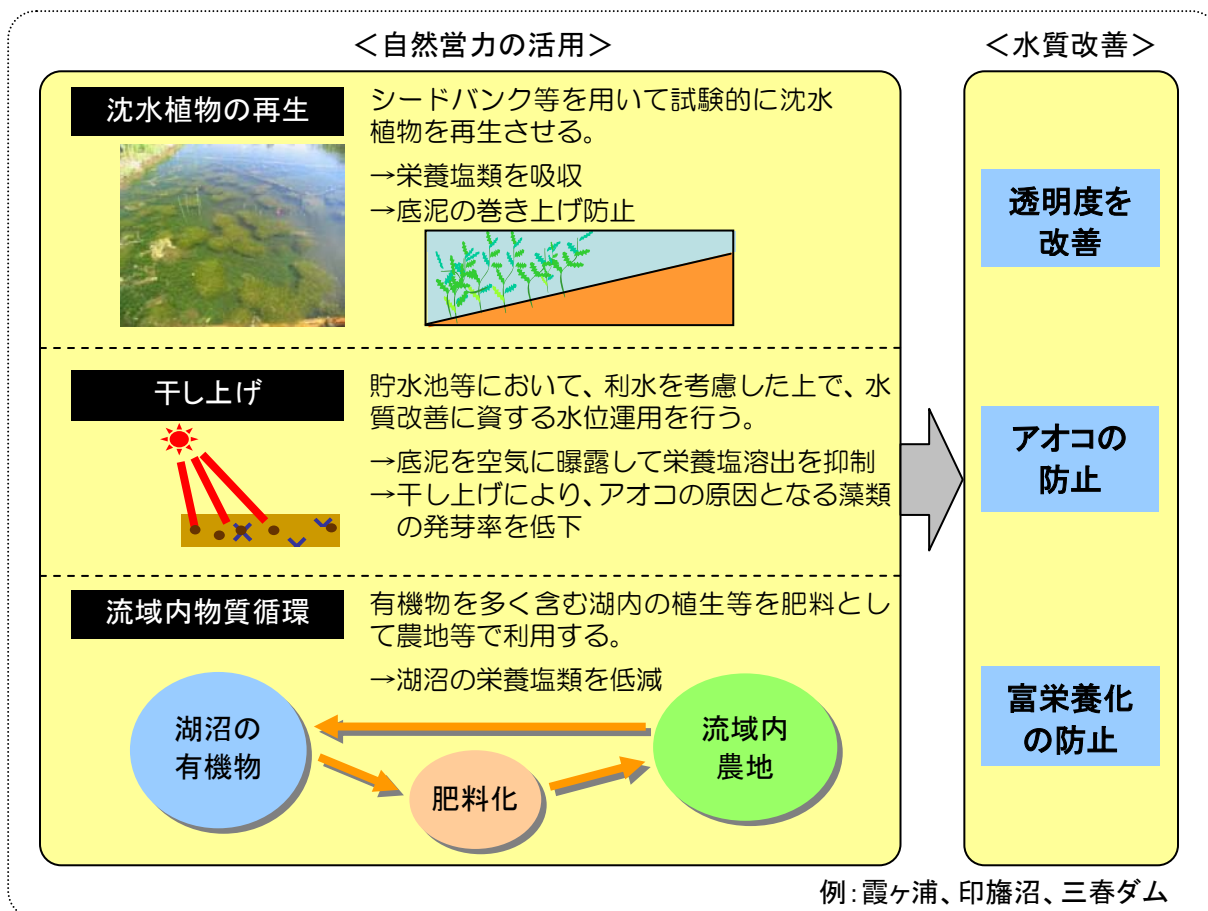 ＜自然営力の活用＞
＜水質改善＞
沈水植物の再生
シードバンク等を用いて試験的に沈水
植物を再生させる。
→栄養塩類を吸収
→底泥の巻き上げ防止
干し上げ
貯水池等において、利水を考慮した上で、水
質改善に資する水位運用を行う。
→底泥を空気に曝露して栄養塩溶出を抑制
→干し上げにより、アオコの原因となる藻類
の発芽率を低下
流域内物質循環
有機物を多く含む湖内の植生等を肥料とし
て農地等で利用する。
→湖沼の栄養塩類を低減
湖沼の
有機物
肥料化
流域内
農地
透明度を
改善
アオコの
防止
富栄養化
の防止
例：霞ヶ浦、印旛沼、三春ダム